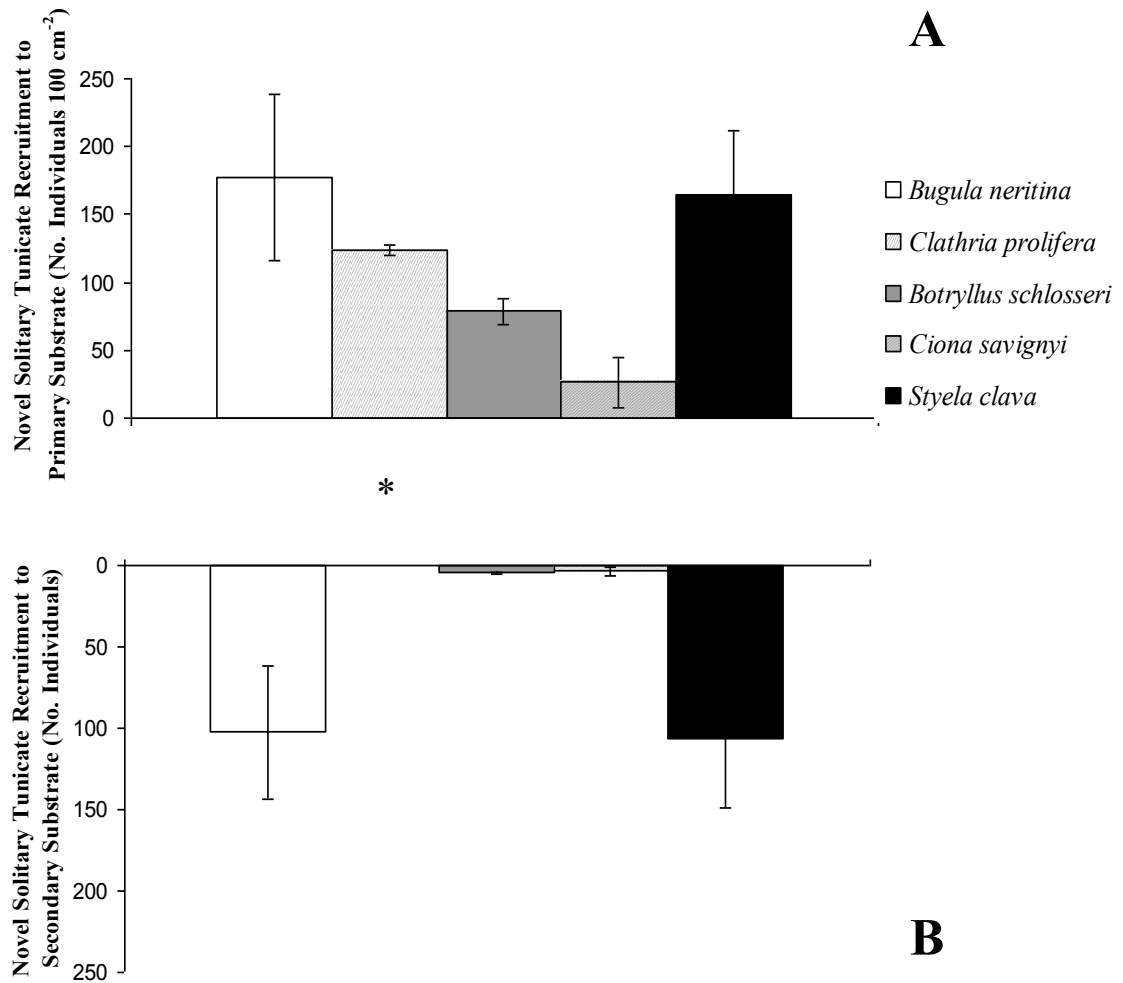 A
Novel Solitary Tunicate Recruitment to
Primary Substrate (No. Individuals 100 cm⁻²)
250
200
150
100
50
0
Bugula neritina
Clathria prolifera
Botryllus schlosseri
Ciona savignyi
Styela clava
*
Novel Solitary Tunicate Recruitment to
Secondary Substrate (No. Individuals)
0
50
100
150
200
250
B